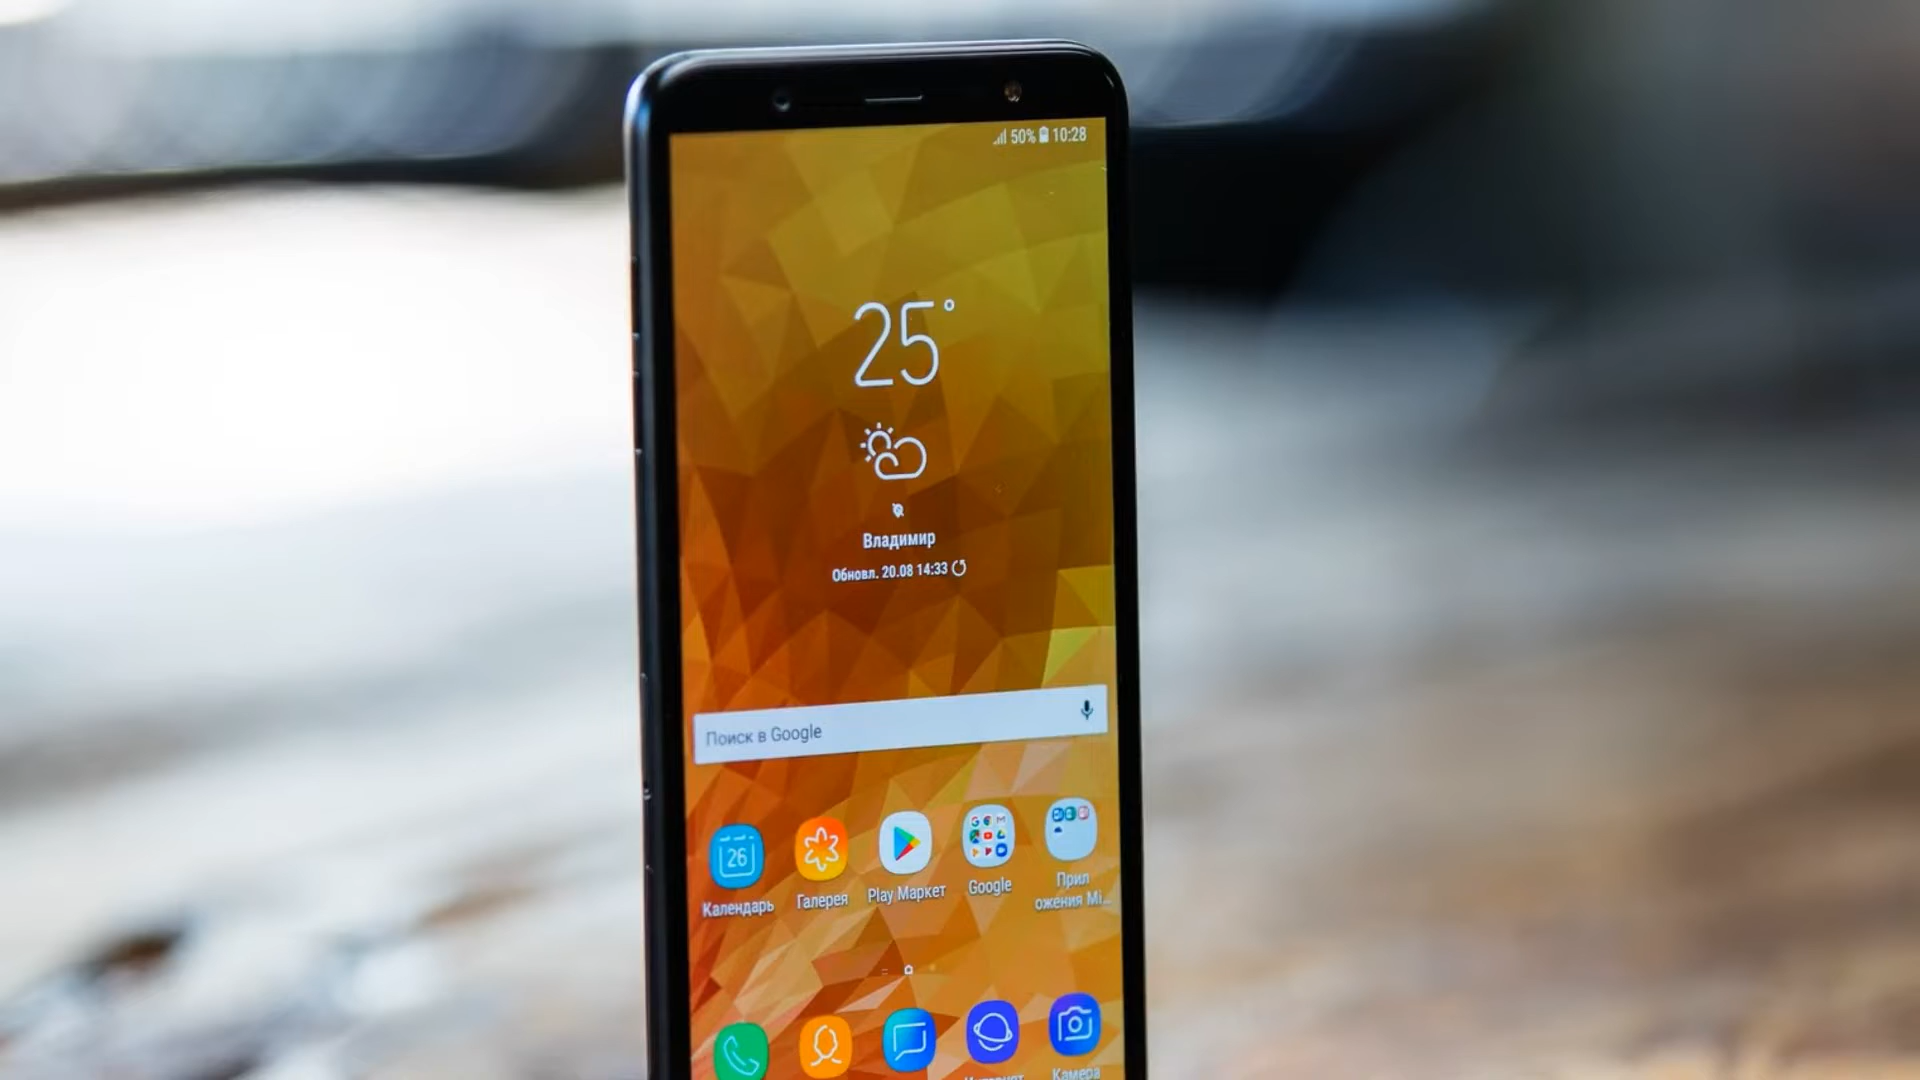 50% 10:28
25°
Владимир
Обновл. 20.08 14:33
Поиск в Google
26
Календарь
Галерея
Play Маркет
Google
Прил
ожения Mi...
Интернет
Камера